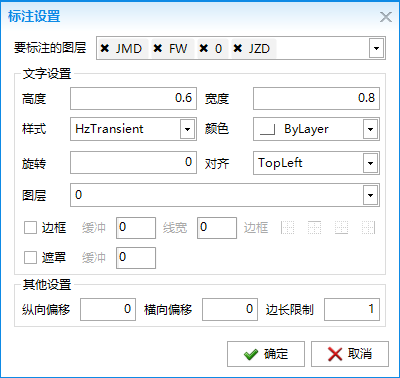 标注设置
要标注的图层 ✖ JMD ✖ FW ✖ 0 ✖ JZD
文字设置
高度 0.6 宽度 0.8
样式 HzTransient 颜色 ByLayer
旋转 0 对齐 TopLeft
图层 0
边框 缓冲 0 线宽 0 边框
遮罩 缓冲 0
其他设置
纵向偏移 0 横向偏移 0 边长限制 1
确定 取消